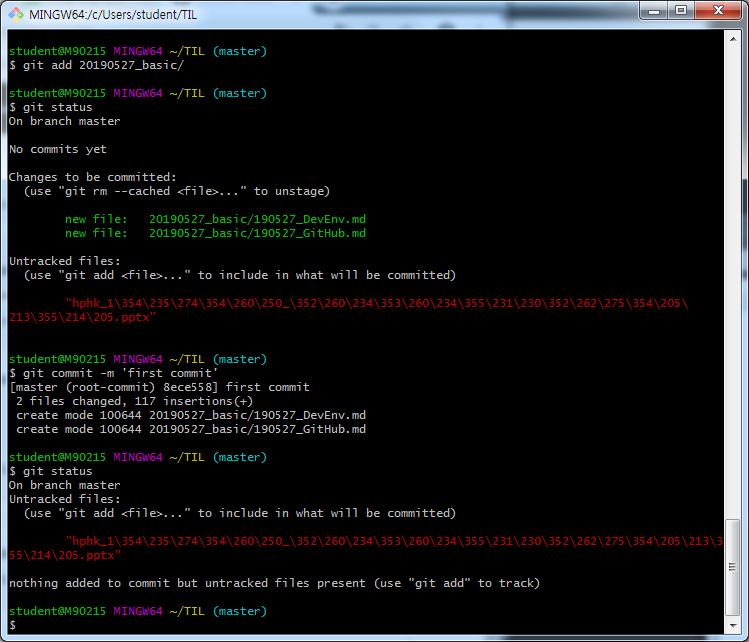 MINGW64:/c/Users/student/TIL
student@M90215 MINGW64 ~/TIL (master)
$ git add 20190527_basic/
student@M90215 MINGW64 ~/TIL (master)
$ git status
On branch master
No commits yet
Changes to be committed:
  (use "git rm --cached <file>..." to unstage)
        new file:   20190527_basic/190527_DevEnv.md
        new file:   20190527_basic/190527_GitHub.md
Untracked files:
  (use "git add <file>..." to include in what will be committed)
        "hphk_1\354\235\274\354\260\250_\352\260\234\353\260\234\355\231\230\352\262\275\354\205\
213\355\214\205.pptx"
student@M90215 MINGW64 ~/TIL (master)
$ git commit -m 'first commit'
[master (root-commit) 8ece558] first commit
 2 files changed, 117 insertions(+)
 create mode 100644 20190527_basic/190527_DevEnv.md
 create mode 100644 20190527_basic/190527_GitHub.md
student@M90215 MINGW64 ~/TIL (master)
$ git status
On branch master
Untracked files:
  (use "git add <file>..." to include in what will be committed)
        "hphk_1\354\235\274\354\260\250_\352\260\234\353\260\234\355\231\230\352\262\275\354\205\213\3
55\214\205.pptx"
nothing added to commit but untracked files present (use "git add" to track)
student@M90215 MINGW64 ~/TIL (master)
$